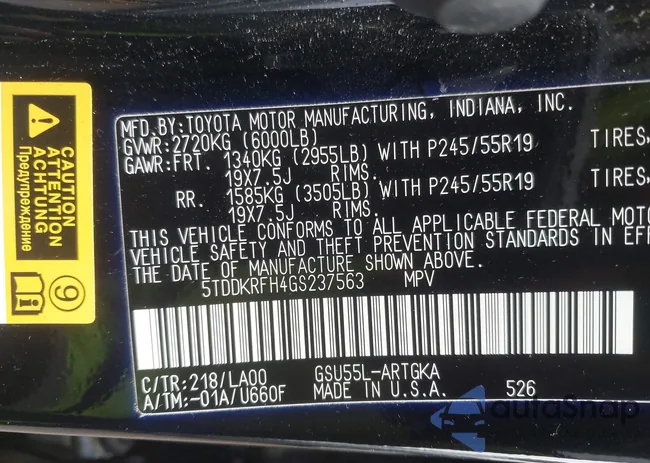 CAUTION
ATTENTION
ACHTUNG
Предупреждение
9
MFD.BY:TOYOTA MOTOR MANUFACTURING, INDIANA, INC.
GVWR:2720KG (6000LB)
GAWR:FRT. 1340KG (2955LB) WITH P245/55R19 TIRES,
19X7.5J RIMS.
RR. 1585KG (3505LB) WITH P245/55R19 TIRES,
19X7.5J RIMS.
THIS VEHICLE CONFORMS TO ALL APPLICABLE FEDERAL MOTO
VEHICLE SAFETY AND THEFT PREVENTION STANDARDS IN EFF
THE DATE OF MANUFACTURE SHOWN ABOVE.
5TDDKRFH4GS237563 MPV
C/TR:218/LA00 GSU55L-ARTGKA
A/TM:-01A/U660F MADE IN U.S.A. 526
autoSnap